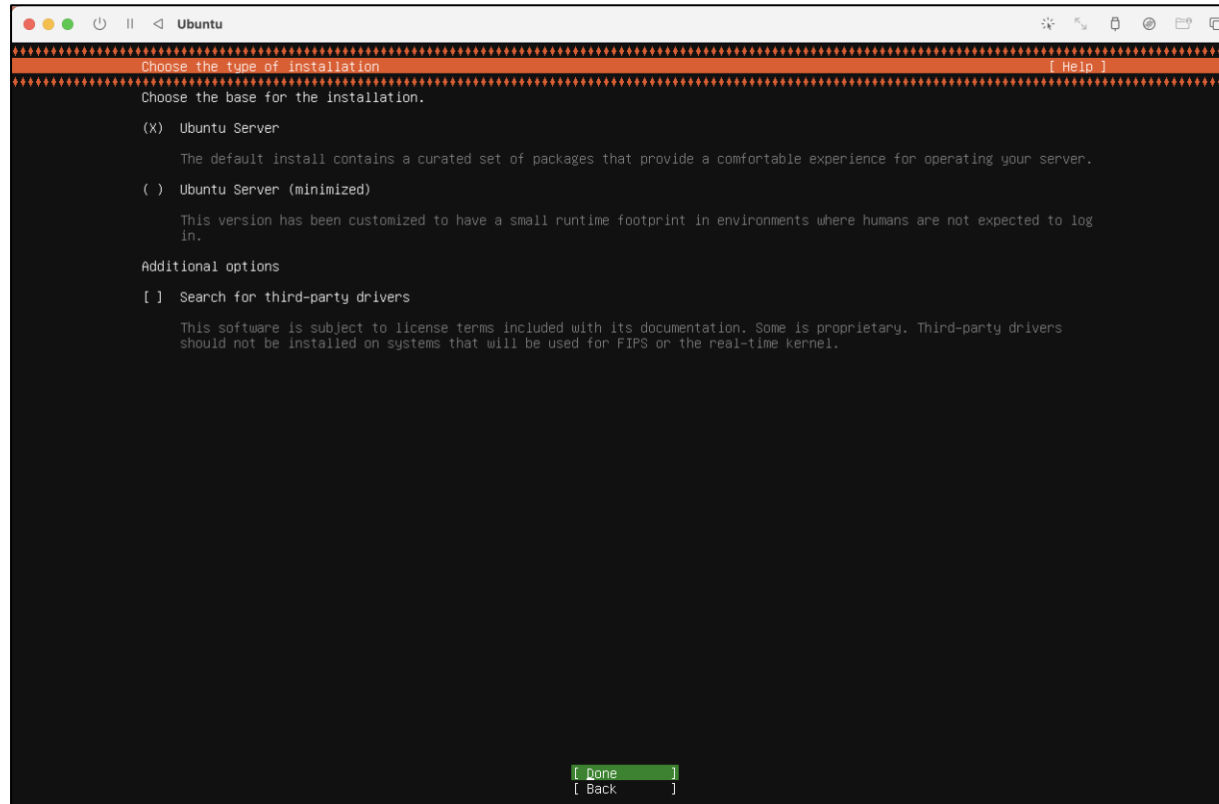 Ubuntu
Choose the type of installation [ Help ]
Choose the base for the installation.
(X) Ubuntu Server
The default install contains a curated set of packages that provide a comfortable experience for operating your server.
( ) Ubuntu Server (minimized)
This version has been customized to have a small runtime footprint in environments where humans are not expected to log
in.
Additional options
[ ] Search for third-party drivers
This software is subject to license terms included with its documentation. Some is proprietary. Third-party drivers
should not be installed on systems that will be used for FIPS or the real-time kernel.
[ Done ]
[ Back ]